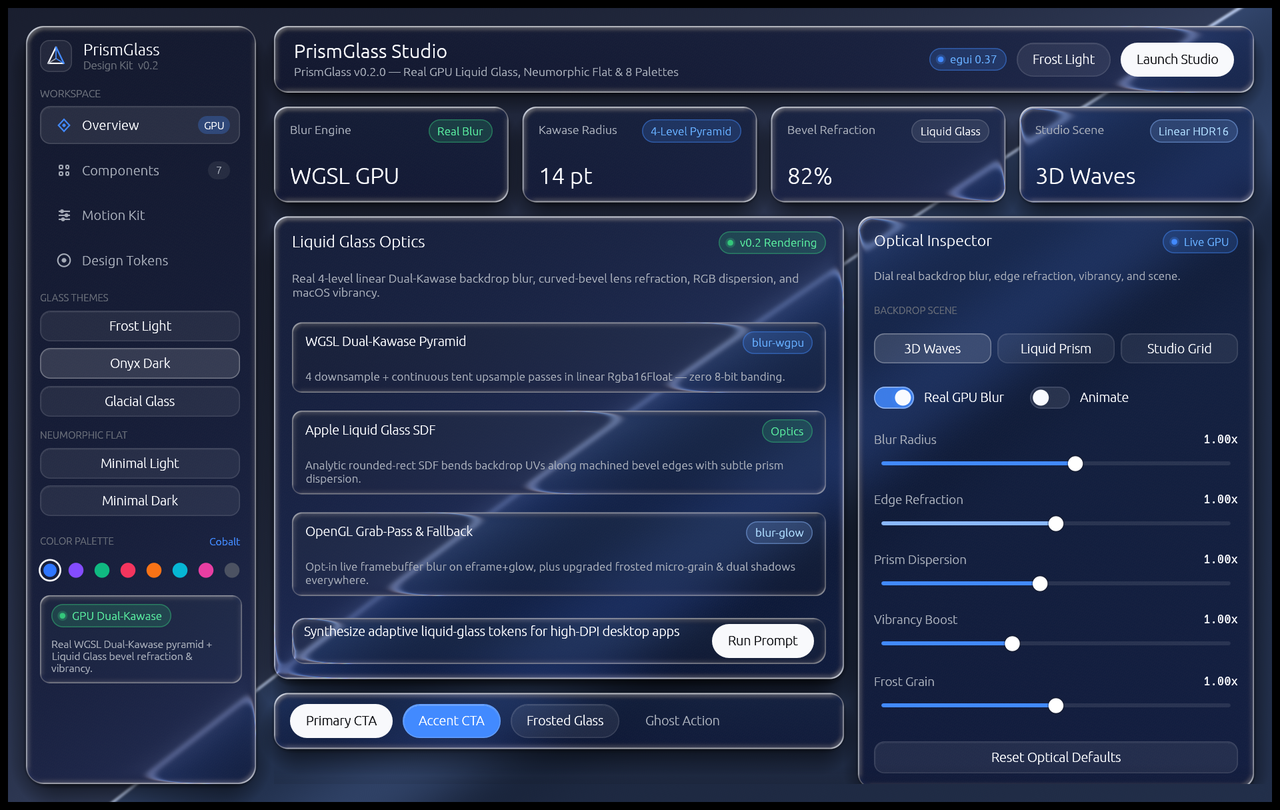 PrismGlass
Design Kit v0.2
WORKSPACE
Overview
GPU
Components
7
Motion Kit
Design Tokens
GLASS THEMES
Frost Light
Onyx Dark
Glacial Glass
NEUMORPHIC FLAT
Minimal Light
Minimal Dark
COLOR PALETTE
Cobalt
GPU Dual-Kawase
Real WGSL Dual-Kawase pyramid +
Liquid Glass bevel refraction &
vibrancy.
PrismGlass Studio
PrismGlass v0.2.0 — Real GPU Liquid Glass, Neumorphic Flat & 8 Palettes
egui 0.37
Frost Light
Launch Studio
Blur Engine
Real Blur
WGSL GPU
Kawase Radius
4-Level Pyramid
14 pt
Bevel Refraction
Liquid Glass
82%
Studio Scene
Linear HDR16
3D Waves
Liquid Glass Optics
v0.2 Rendering
Real 4-level linear Dual-Kawase backdrop blur, curved-bevel lens refraction, RGB dispersion, and
macOS vibrancy.
WGSL Dual-Kawase Pyramid
blur-wgpu
4 downsample + continuous tent upsample passes in linear Rgba16Float — zero 8-bit banding.
Apple Liquid Glass SDF
Optics
Analytic rounded-rect SDF bends backdrop UVs along machined bevel edges with subtle prism
dispersion.
OpenGL Grab-Pass & Fallback
blur-glow
Opt-in live framebuffer blur on eframe+glow, plus upgraded frosted micro-grain & dual shadows
everywhere.
Synthesize adaptive liquid-glass tokens for high-DPI desktop apps
Run Prompt
Primary CTA
Accent CTA
Frosted Glass
Ghost Action
Optical Inspector
Live GPU
Dial real backdrop blur, edge refraction, vibrancy, and scene.
BACKDROP SCENE
3D Waves
Liquid Prism
Studio Grid
Real GPU Blur
Animate
Blur Radius
1.00x
Edge Refraction
1.00x
Prism Dispersion
1.00x
Vibrancy Boost
1.00x
Frost Grain
1.00x
Reset Optical Defaults